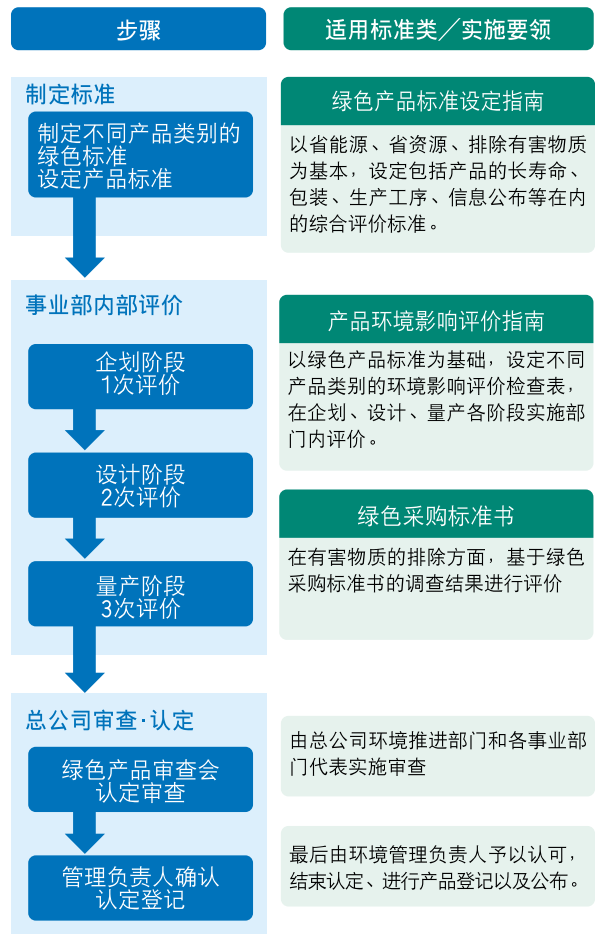 步骤
适用标准类／实施要领
制定标准
制定不同产品类别的
绿色标准
设定产品标准
绿色产品标准设定指南
以省能源、省资源、排除有害物质
为基本，设定包括产品的长寿命、
包装、生产工序、信息公布等在内
的综合评价标准。
事业部内部评价
企划阶段
1次评价
设计阶段
2次评价
量产阶段
3次评价
产品环境影响评价指南
以绿色产品标准为基础，设定不同
产品类别的环境影响评价检查表，
在企划、设计、量产各阶段实施部
门内评价。
绿色采购标准书
在有害物质的排除方面，基于绿色
采购标准书的调查结果进行评价
总公司审查·认定
绿色产品审查会
认定审查
由总公司环境推进部门和各事业部
门代表实施审查
管理负责人确认
认定登记
最后由环境管理负责人予以认可，
结束认定、进行产品登记以及公布。